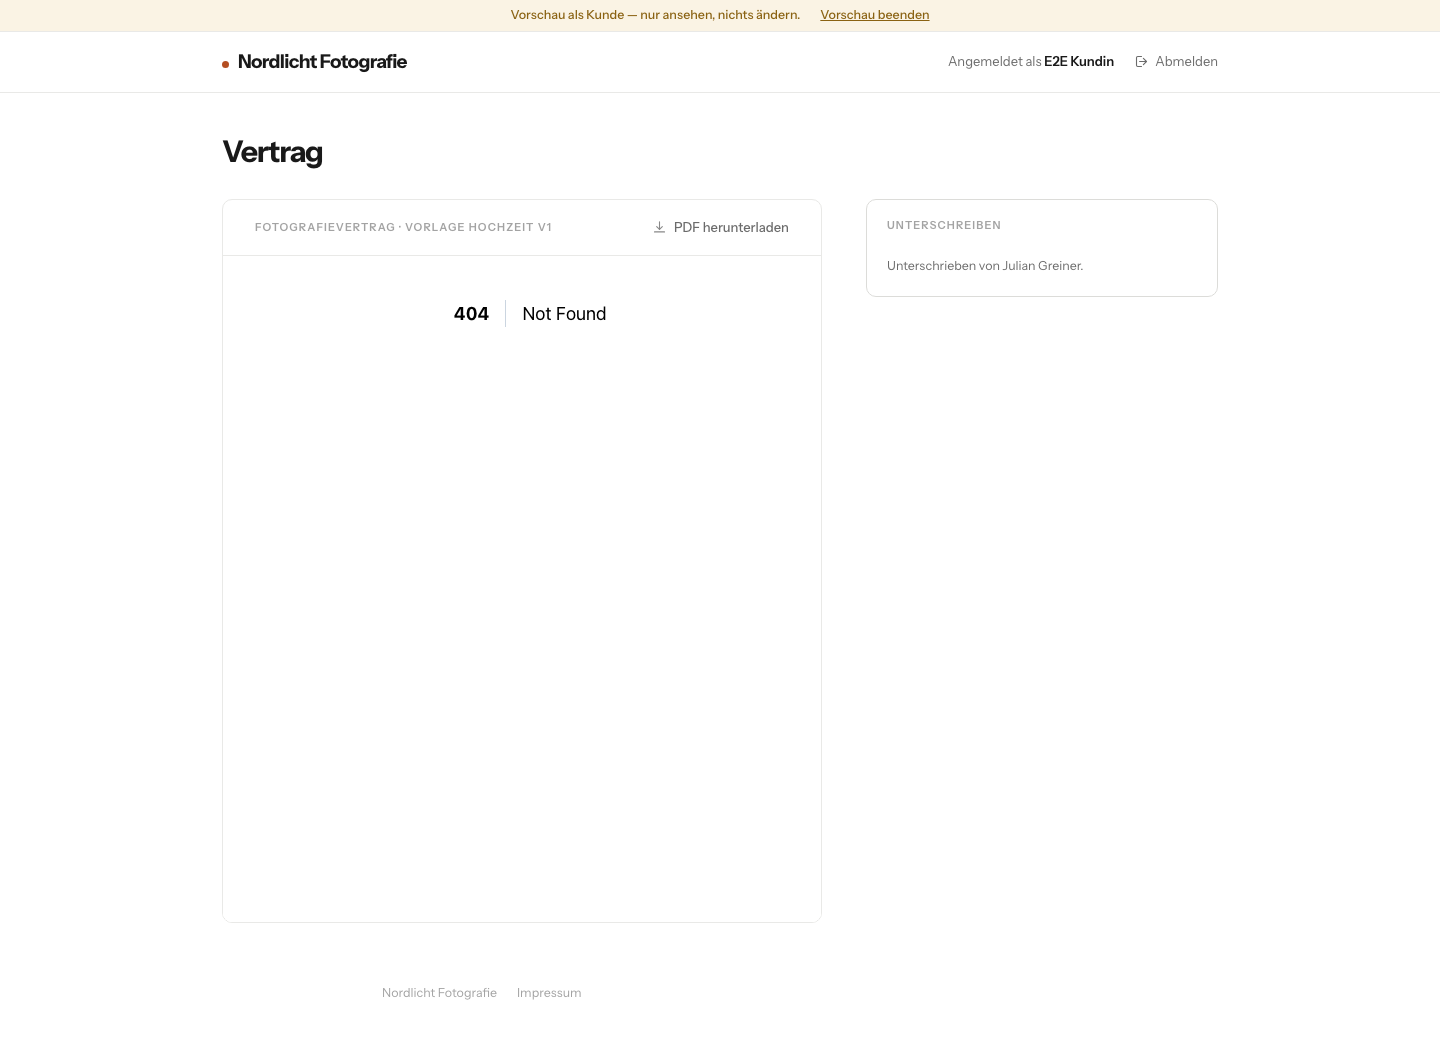 Vorschau als Kunde — nur ansehen, nichts ändern. Vorschau beenden
Nordlicht Fotografie
Angemeldet als E2E Kundin Abmelden
Vertrag
FOTOGRAFIEVERTRAG · VORLAGE HOCHZEIT V1
PDF herunterladen
404 Not Found
UNTERSCHREIBEN
Unterschrieben von Julian Greiner.
Nordlicht Fotografie Impressum